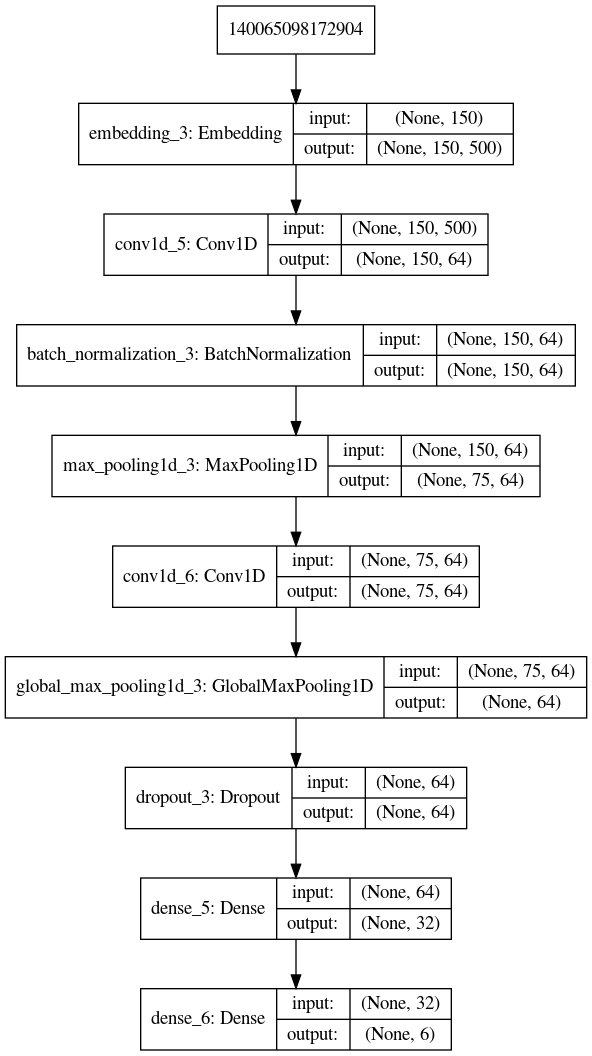 140065098172904
embedding_3: Embedding
input:
(None, 150)
output:
(None, 150, 500)
conv1d_5: Conv1D
input:
(None, 150, 500)
output:
(None, 150, 64)
batch_normalization_3: BatchNormalization
input:
(None, 150, 64)
output:
(None, 150, 64)
max_pooling1d_3: MaxPooling1D
input:
(None, 150, 64)
output:
(None, 75, 64)
conv1d_6: Conv1D
input:
(None, 75, 64)
output:
(None, 75, 64)
global_max_pooling1d_3: GlobalMaxPooling1D
input:
(None, 75, 64)
output:
(None, 64)
dropout_3: Dropout
input:
(None, 64)
output:
(None, 64)
dense_5: Dense
input:
(None, 64)
output:
(None, 32)
dense_6: Dense
input:
(None, 32)
output:
(None, 6)